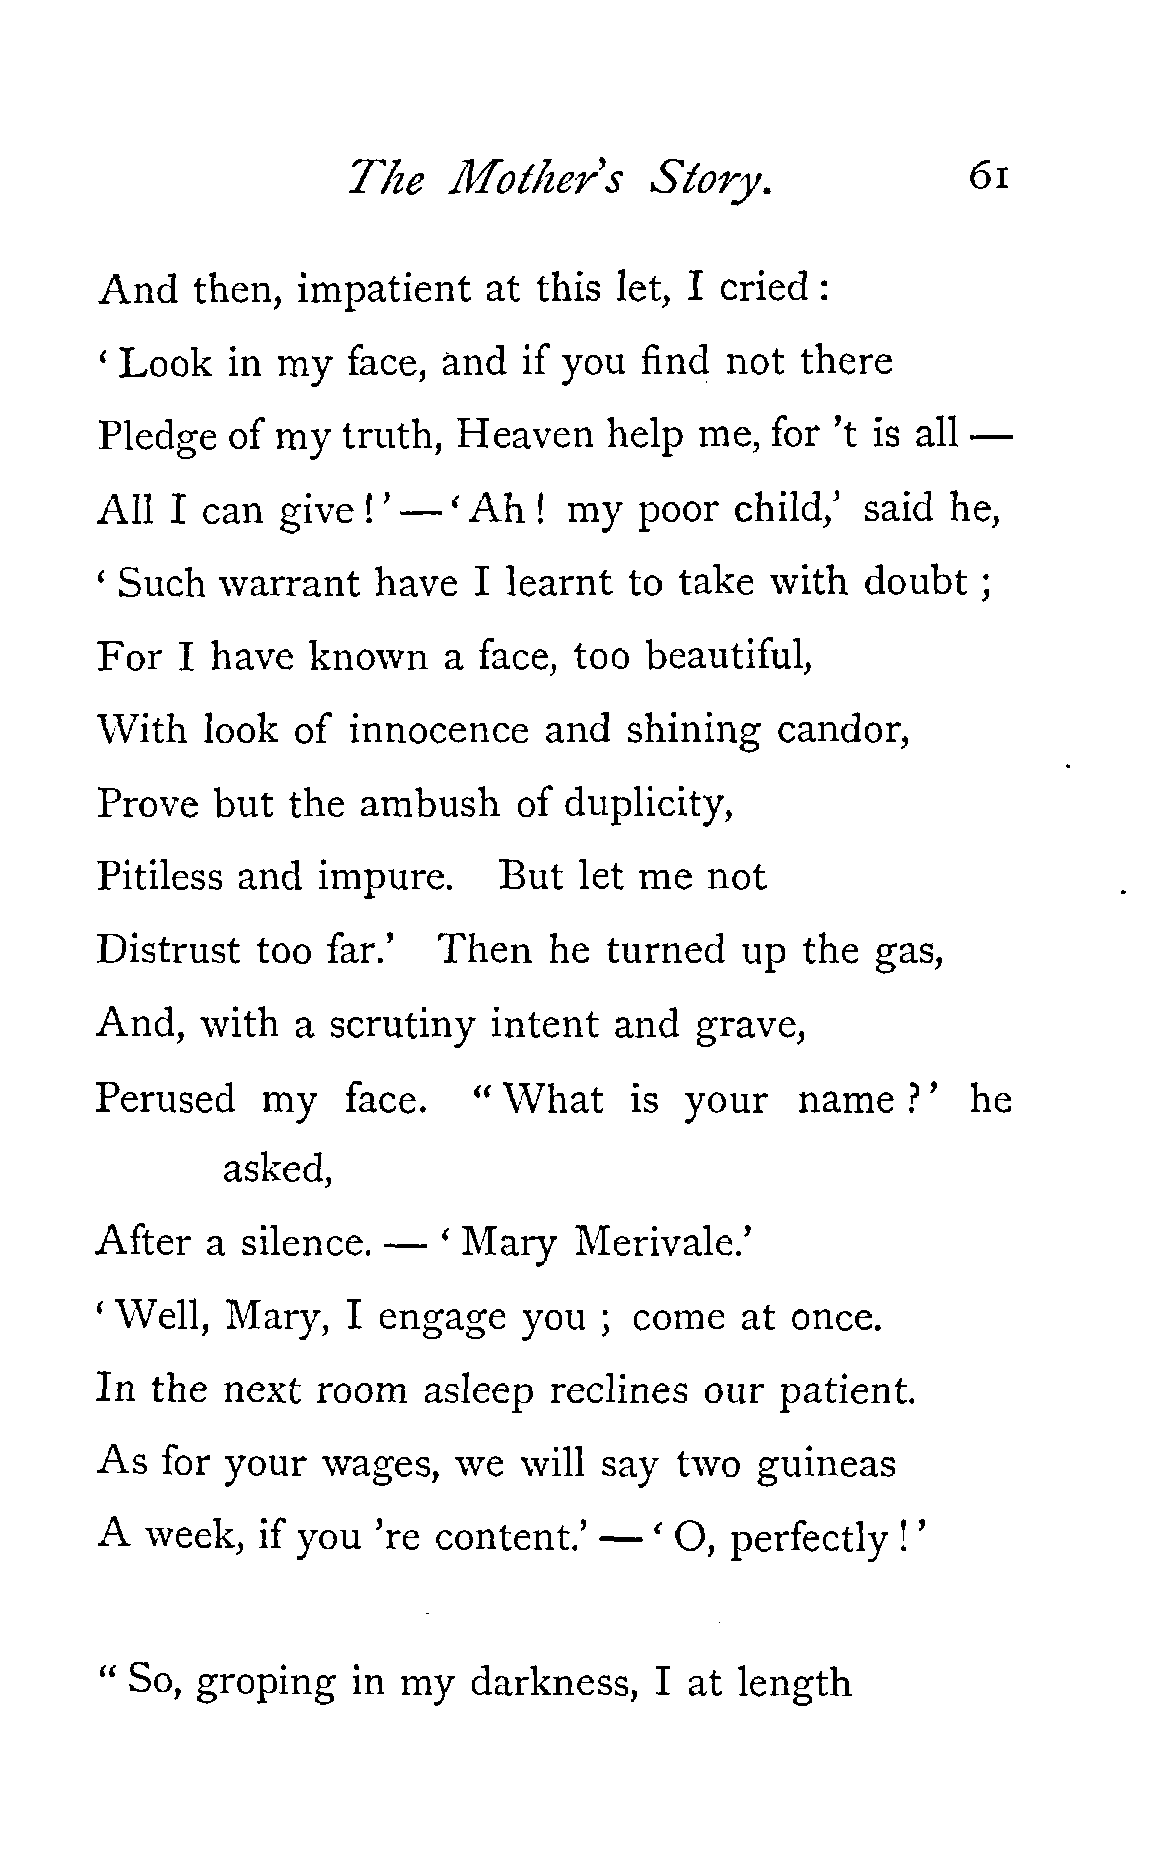 The Mother's Story. 61
And then, impatient at this let, I cried :
‘ Look in my face, and if you find not there
Pledge of my truth, Heaven help me, for ’t is all —
All I can give ! ’ — ‘ Ah ! my poor child,’ said he,
‘ Such warrant have I learnt to take with doubt ;
For I have known a face, too beautiful,
With look of innocence and shining candor,
Prove but the ambush of duplicity,
Pitiless and impure. But let me not
Distrust too far.’ Then he turned up the gas,
And, with a scrutiny intent and grave,
Perused my face. “ What is your name ? ’ he
asked,
After a silence. — ‘ Mary Merivale.’
‘ Well, Mary, I engage you ; come at once.
In the next room asleep reclines our patient.
As for your wages, we will say two guineas
A week, if you ’re content.’ — ‘ O, perfectly ! ’
“ So, groping in my darkness, I at length